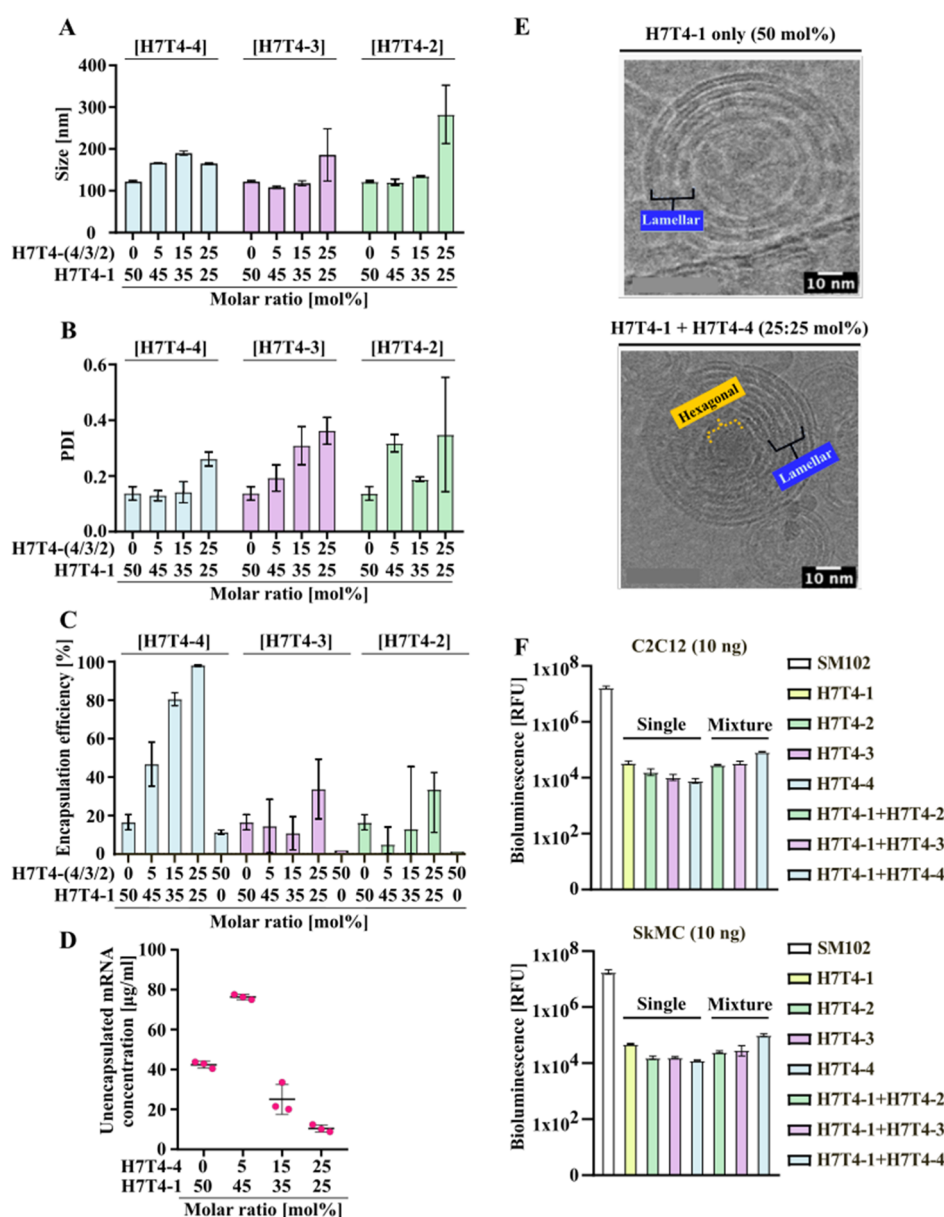 A
[H7T4-4] [H7T4-3] [H7T4-2]
Size [nm]
400
300
200
100
0
H7T4-(4/3/2) 0 5 15 25 0 5 15 25 0 5 15 25
H7T4-1 50 45 35 25 50 45 35 25 50 45 35 25
Molar ratio [mol%]
B
[H7T4-4] [H7T4-3] [H7T4-2]
PDI
0.6
0.4
0.2
0.0
H7T4-(4/3/2) 0 5 15 25 0 5 15 25 0 5 15 25
H7T4-1 50 45 35 25 50 45 35 25 50 45 35 25
Molar ratio [mol%]
C
[H7T4-4] [H7T4-3] [H7T4-2]
Encapsulation efficiency [%]
100
80
60
40
20
0
H7T4-(4/3/2) 0 5 15 25 50 0 5 15 25 50 0 5 15 25 50
H7T4-1 50 45 35 25 0 50 45 35 25 0 50 45 35 25 0
Molar ratio [mol%]
D
Unencapsulated mRNA
concentration [µg/ml]
100
80
60
40
20
0
H7T4-4 0 5 15 25
H7T4-1 50 45 35 25
Molar ratio [mol%]
E
H7T4-1 only (50 mol%)
Lamellar
10 nm
H7T4-1 + H7T4-4 (25:25 mol%)
Hexagonal
Lamellar
10 nm
F
C2C12 (10 ng)
Bioluminescence [RFU]
1x10⁸
1x10⁶
1x10⁴
1x10²
0
Single Mixture
SM102
H7T4-1
H7T4-2
H7T4-3
H7T4-4
H7T4-1+H7T4-2
H7T4-1+H7T4-3
H7T4-1+H7T4-4
SkMC (10 ng)
Bioluminescence [RFU]
1x10⁸
1x10⁶
1x10⁴
1x10²
0
Single Mixture
SM102
H7T4-1
H7T4-2
H7T4-3
H7T4-4
H7T4-1+H7T4-2
H7T4-1+H7T4-3
H7T4-1+H7T4-4